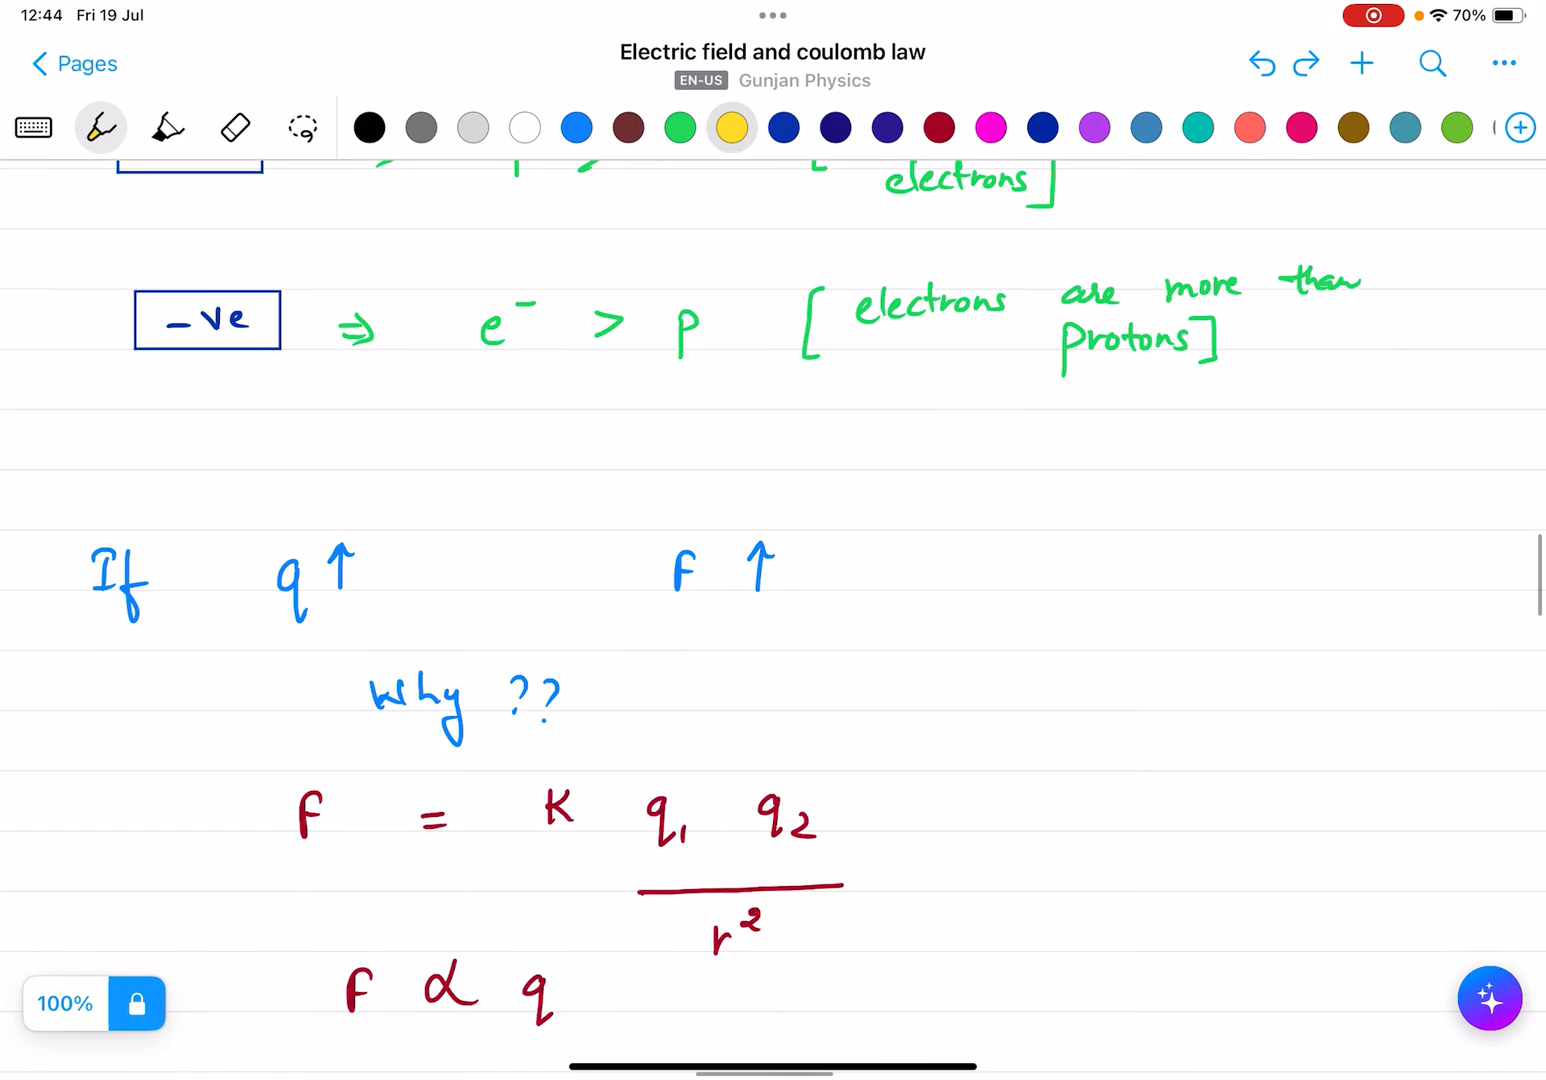 12:44 Fri 19 Jul
70%
Electric field and coulomb law
Pages
EN-US Gunjan Physics
electrons ]
-ve ⇒ e⁻ > p [ electrons are more than
protons ]
If q ↑ F ↑
Why ??
F = K q₁ q₂
r²
F ∝ q
100%